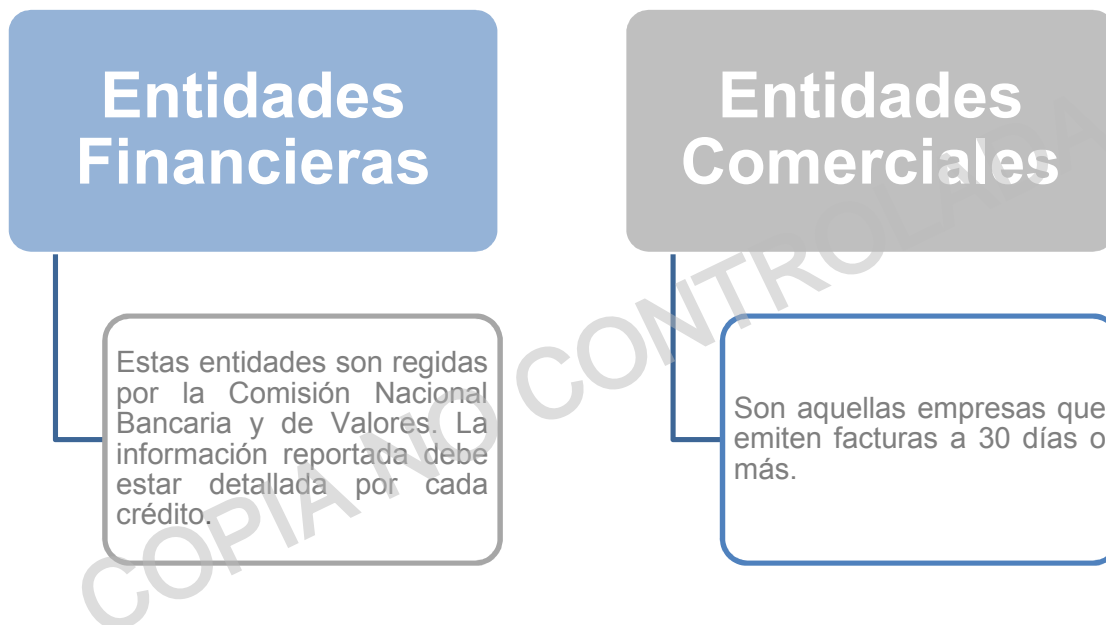 Entidades
Financieras
Estas entidades son regidas
por la Comisión Nacional
Bancaria y de Valores. La
información reportada debe
estar detallada por cada
crédito.
Entidades
Comerciales
Son aquellas empresas que
emiten facturas a 30 días o
más.
COPIA NO CONTROLADA